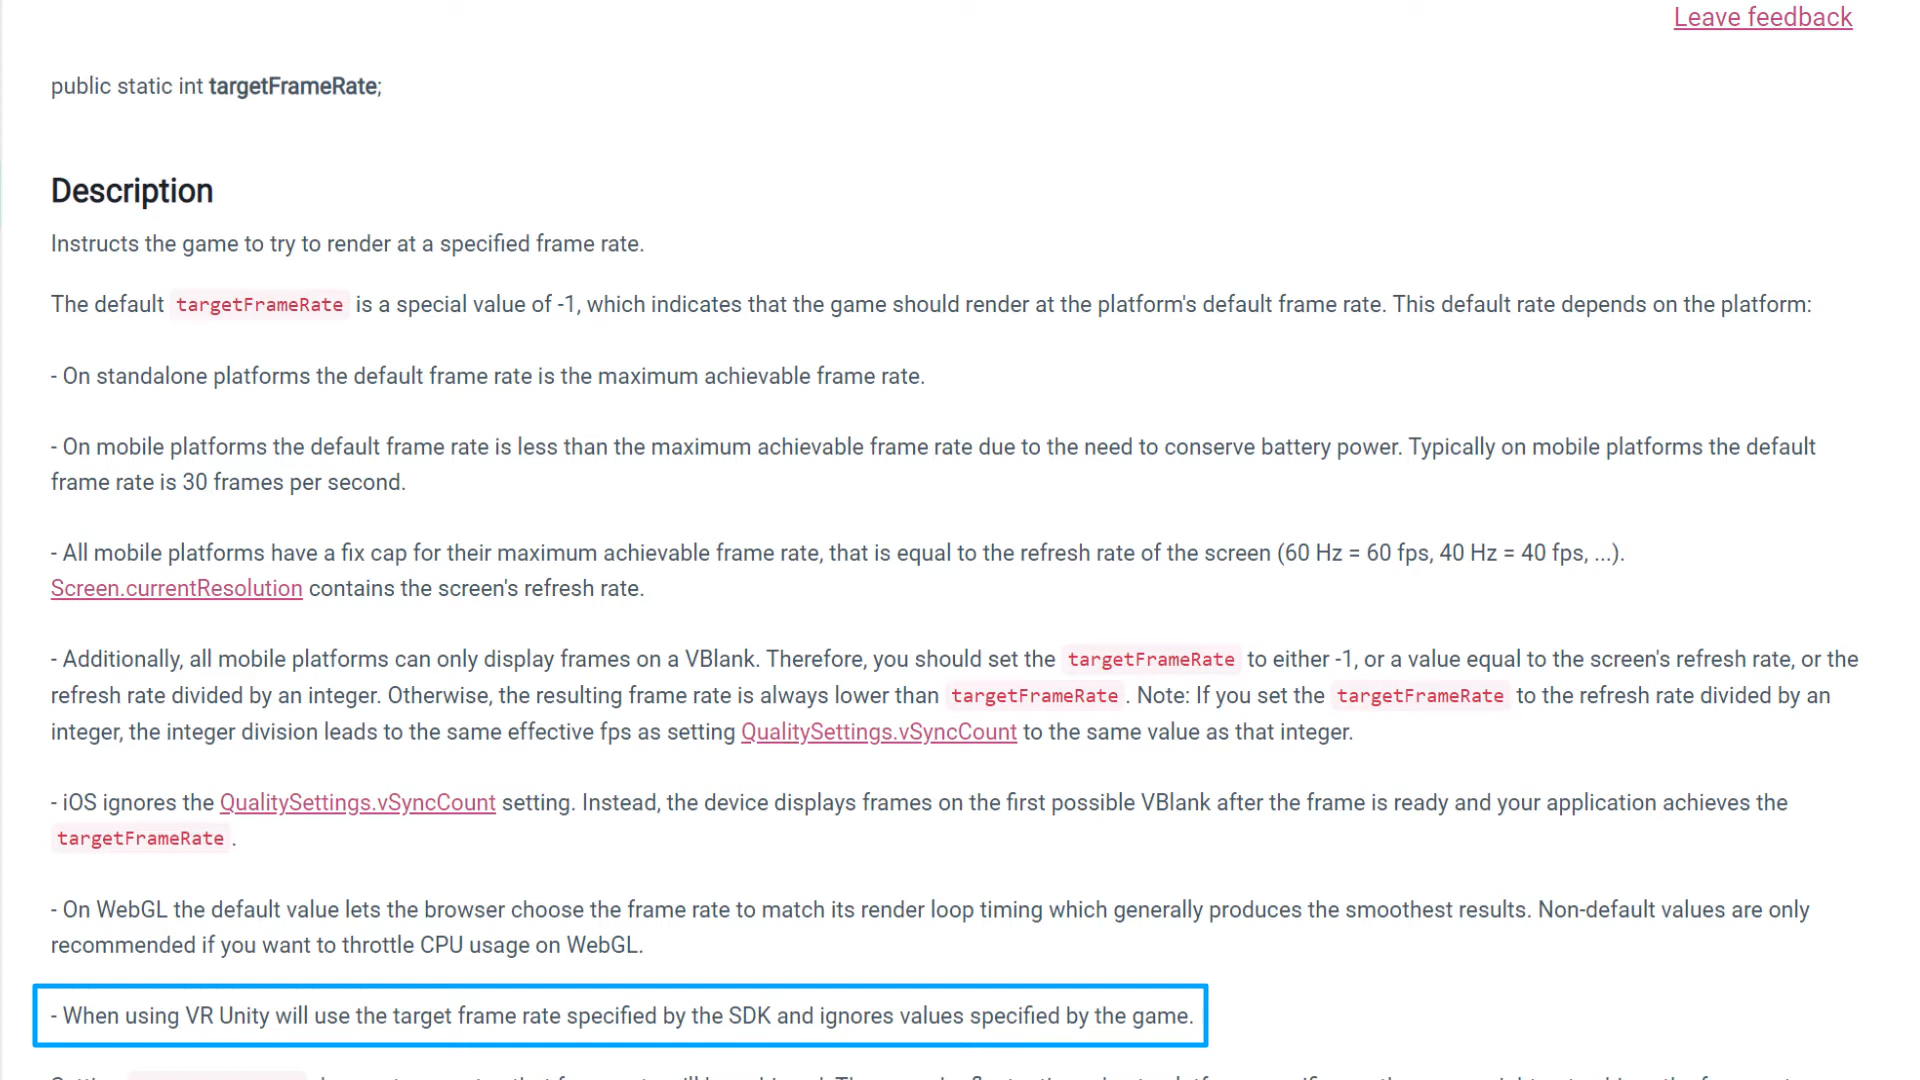 Leave feedback
public static int targetFrameRate;
Description
Instructs the game to try to render at a specified frame rate.
The default targetFrameRate is a special value of -1, which indicates that the game should render at the platform's default frame rate. This default rate depends on the platform:
- On standalone platforms the default frame rate is the maximum achievable frame rate.
- On mobile platforms the default frame rate is less than the maximum achievable frame rate due to the need to conserve battery power. Typically on mobile platforms the default
frame rate is 30 frames per second.
- All mobile platforms have a fix cap for their maximum achievable frame rate, that is equal to the refresh rate of the screen (60 Hz = 60 fps, 40 Hz = 40 fps, ...).
Screen.currentResolution contains the screen's refresh rate.
- Additionally, all mobile platforms can only display frames on a VBlank. Therefore, you should set the targetFrameRate to either -1, or a value equal to the screen's refresh rate, or the
refresh rate divided by an integer. Otherwise, the resulting frame rate is always lower than targetFrameRate. Note: If you set the targetFrameRate to the refresh rate divided by an
integer, the integer division leads to the same effective fps as setting QualitySettings.vSyncCount to the same value as that integer.
- iOS ignores the QualitySettings.vSyncCount setting. Instead, the device displays frames on the first possible VBlank after the frame is ready and your application achieves the
targetFrameRate.
- On WebGL the default value lets the browser choose the frame rate to match its render loop timing which generally produces the smoothest results. Non-default values are only
recommended if you want to throttle CPU usage on WebGL.
- When using VR Unity will use the target frame rate specified by the SDK and ignores values specified by the game.